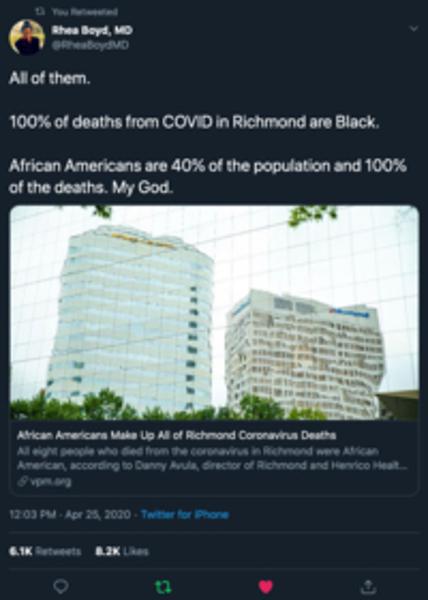 You Retweeted
Rhea Boyd, MD
@RheaBoydMD
All of them.
100% of deaths from COVID in Richmond are Black.
African Americans are 40% of the population and 100%
of the deaths. My God.
African Americans Make Up All of Richmond Coronavirus Deaths
All eight people who died from the coronavirus in Richmond were African
American, according to Danny Avula, director of Richmond and Henrico Healt...
vpm.org
12:03 PM · Apr 25, 2020 · Twitter for iPhone
6.1K Retweets 8.2K Likes